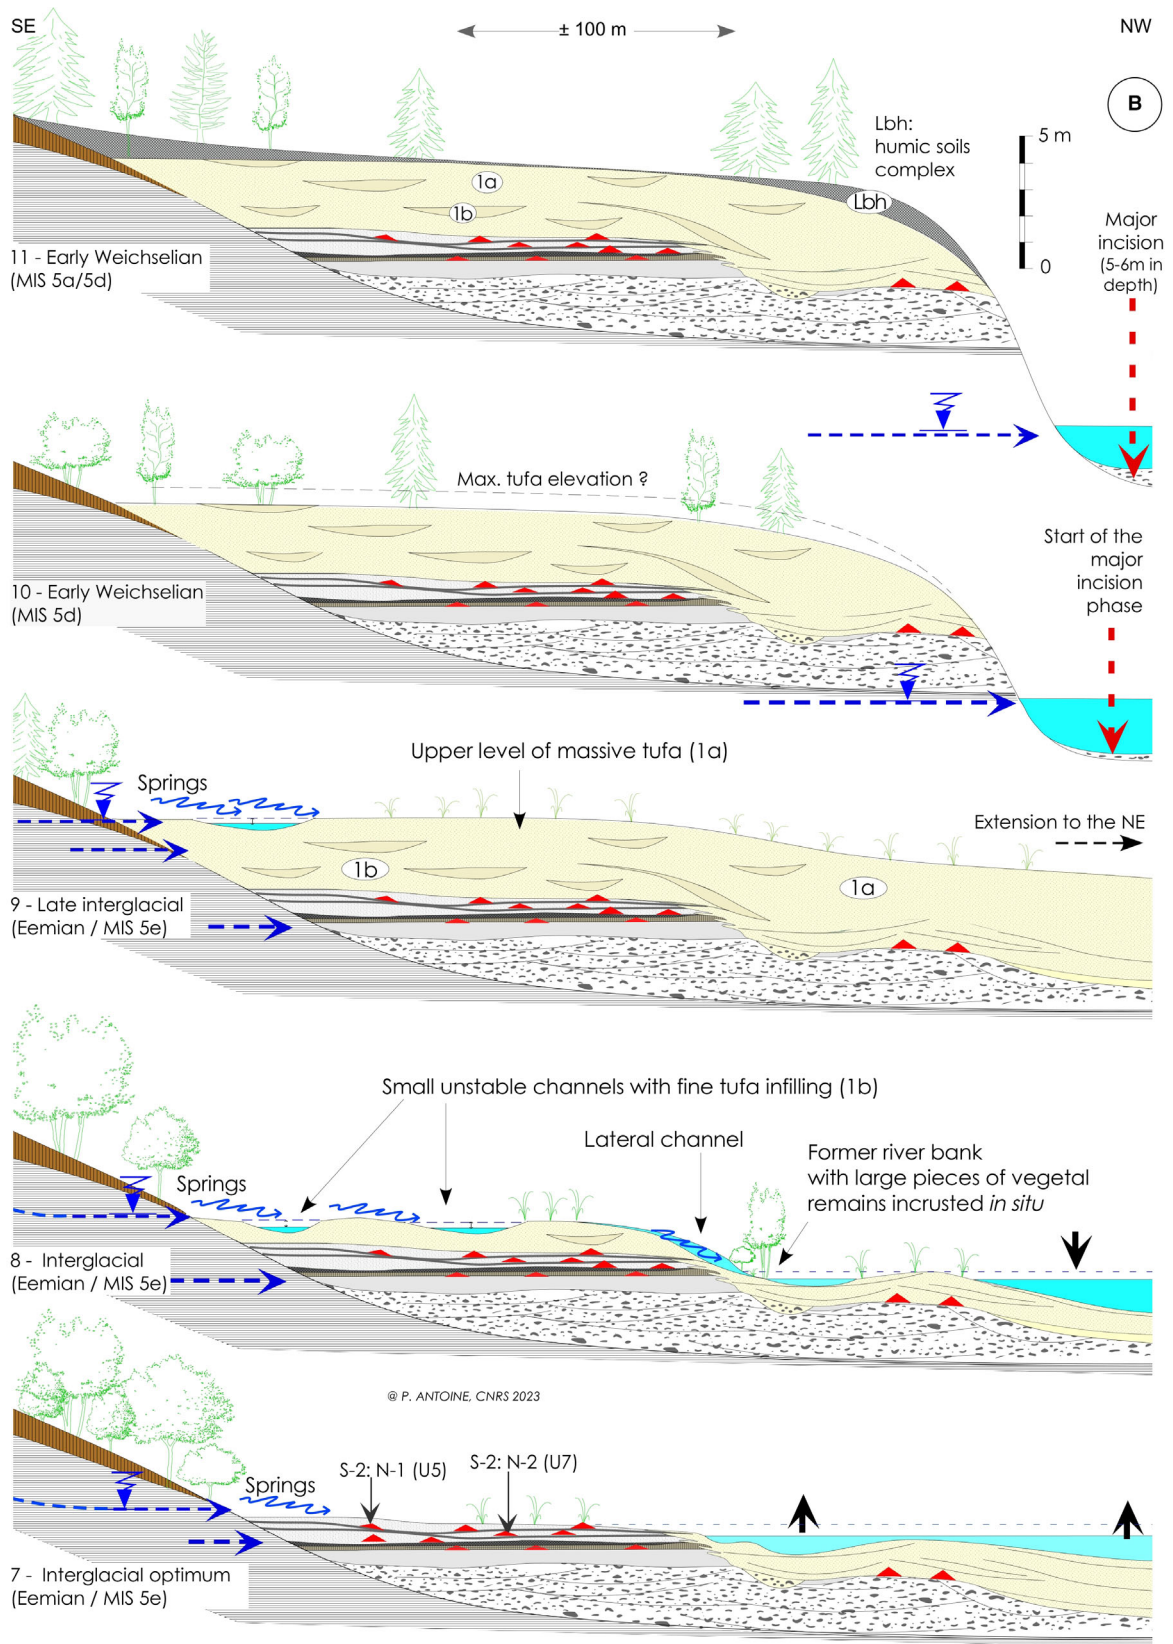 SE
± 100 m
NW
B
Lbh:
humic soils
complex
5 m
0
1a
1b
Lbh
Major
incision
(5-6m in
depth)
11 - Early Weichselian
(MIS 5a/5d)
Max. tufa elevation ?
Start of the
major
incision
phase
10 - Early Weichselian
(MIS 5d)
Upper level of massive tufa (1a)
Springs
Extension to the NE
1b
1a
9 - Late interglacial
(Eemian / MIS 5e)
Small unstable channels with fine tufa infilling (1b)
Lateral channel
Former river bank
with large pieces of vegetal
remains incrusted in situ
Springs
8 - Interglacial
(Eemian / MIS 5e)
@ P. ANTOINE, CNRS 2023
S-2: N-1 (U5)
S-2: N-2 (U7)
Springs
7 - Interglacial optimum
(Eemian / MIS 5e)